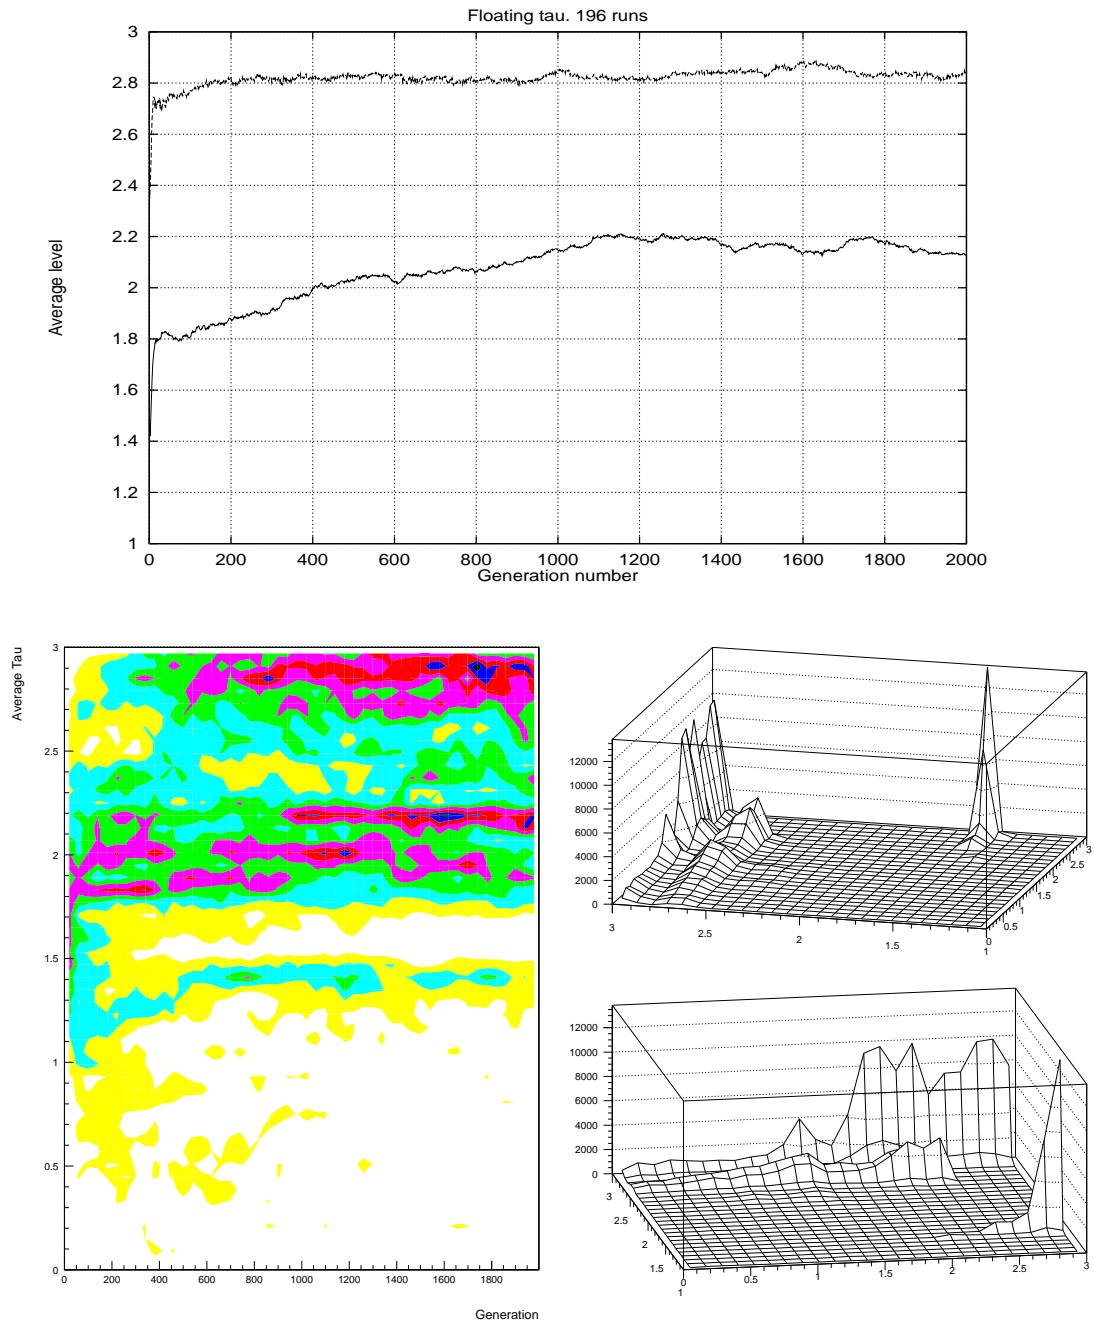 Floating tau. 196 runs
3
2.8
2.6
2.4
2.2
2
1.8
1.6
1.4
1.2
1
Average level
0 200 400 600 800 1000 1200 1400 1600 1800 2000
Generation number
Average Tau
3
2.5
2
1.5
1
0.5
0
0 200 400 600 800 1000 1200 1400 1600 1800
Generation
12000
10000
8000
6000
4000
2000
0
3 2.5 2 1.5 1
0 0.5 1 1.5 2 2.5 3
12000
10000
8000
6000
4000
2000
0
3 2.5 2 1.5 1
0 0.5 1 1.5 2 2.5 3